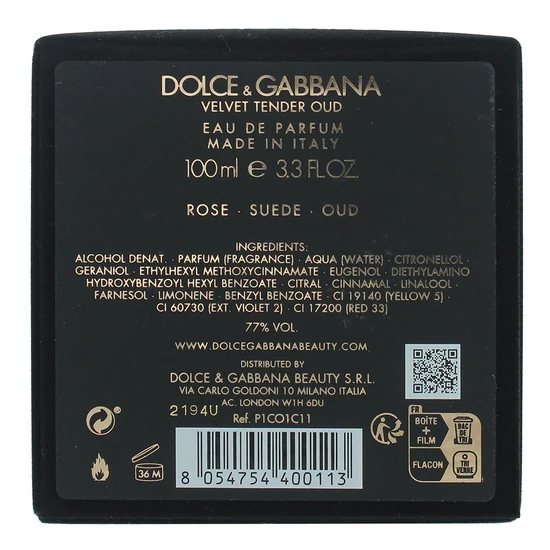 DOLCE & GABBANA
VELVET TENDER OUD
EAU DE PARFUM
MADE IN ITALY
100 ml e 3.3 FL.OZ.
ROSE · SUEDE · OUD
INGREDIENTS:
ALCOHOL DENAT. · PARFUM (FRAGRANCE) · AQUA (WATER) · CITRONELLOL ·
GERANIOL · ETHYLHEXYL METHOXYCINNAMATE · EUGENOL · DIETHYLAMINO
HYDROXYBENZOYL HEXYL BENZOATE · CITRAL · CINNAMAL · LINALOOL ·
FARNESOL · LIMONENE · BENZYL BENZOATE · CI 19140 (YELLOW 5) ·
CI 60730 (EXT. VIOLET 2) · CI 17200 (RED 33)
77% VOL.
WWW.DOLCEGABBANABEAUTY.COM
DISTRIBUTED BY
DOLCE & GABBANA BEAUTY S.R.L.
VIA CARLO GOLDONI 10 MILANO ITALIA
AC. LONDON W1H 6DU
2194U
Ref. P1CO1C11
36 M
8 054754 400113
FR
BOÎTE
+
FILM
BAC
DE TRI
FLACON
TRI
VERRE